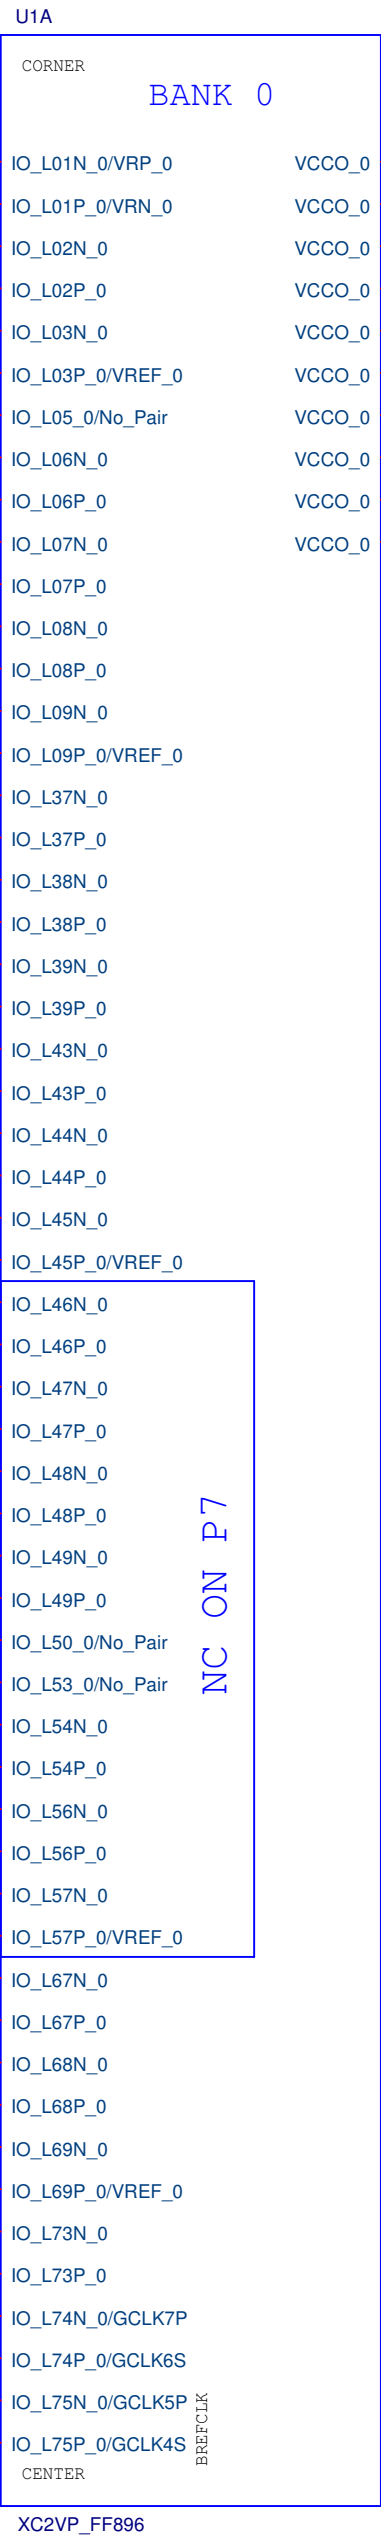 U1A
CORNER
BANK 0
IO_L01N_0/VRP_0 VCCO_0
IO_L01P_0/VRN_0 VCCO_0
IO_L02N_0 VCCO_0
IO_L02P_0 VCCO_0
IO_L03N_0 VCCO_0
IO_L03P_0/VREF_0 VCCO_0
IO_L05_0/No_Pair VCCO_0
IO_L06N_0 VCCO_0
IO_L06P_0 VCCO_0
IO_L07N_0 VCCO_0
IO_L07P_0
IO_L08N_0
IO_L08P_0
IO_L09N_0
IO_L09P_0/VREF_0
IO_L37N_0
IO_L37P_0
IO_L38N_0
IO_L38P_0
IO_L39N_0
IO_L39P_0
IO_L43N_0
IO_L43P_0
IO_L44N_0
IO_L44P_0
IO_L45N_0
IO_L45P_0/VREF_0
IO_L46N_0
IO_L46P_0
IO_L47N_0
IO_L47P_0
IO_L48N_0
IO_L48P_0
IO_L49N_0
IO_L49P_0
IO_L50_0/No_Pair
IO_L53_0/No_Pair
IO_L54N_0
IO_L54P_0
IO_L56N_0
IO_L56P_0
IO_L57N_0
IO_L57P_0/VREF_0
NC ON P7
IO_L67N_0
IO_L67P_0
IO_L68N_0
IO_L68P_0
IO_L69N_0
IO_L69P_0/VREF_0
IO_L73N_0
IO_L73P_0
IO_L74N_0/GCLK7P
IO_L74P_0/GCLK6S
IO_L75N_0/GCLK5P
IO_L75P_0/GCLK4S
BREFCLK
CENTER
XC2VP_FF896